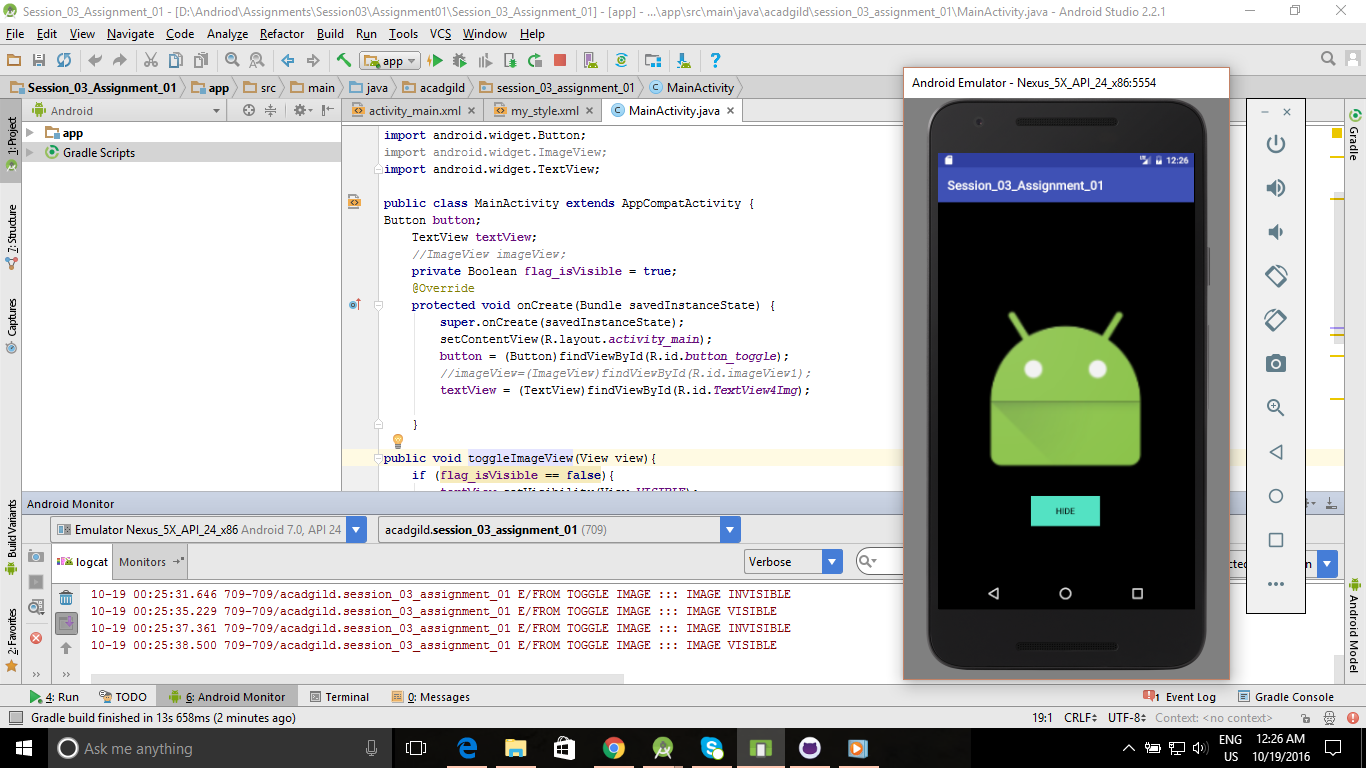 Session_03_Assignment_01 - [D:\Andriod\Assignments\Session03\Assignment01\Session_03_Assignment_01] - [app] - ...\app\src\main\java\acadgild\session_03_assignment_01\MainActivity.java - Android Studio 2.2.1
File Edit View Navigate Code Analyze Refactor Build Run Tools VCS Window Help
app
Session_03_Assignment_01 app src main java acadgild session_03_assignment_01 MainActivity
Android
activity_main.xml my_style.xml MainActivity.java
app
Gradle Scripts
1: Project
7: Structure
Captures
Build Variants
2: Favorites
import android.widget.Button;
import android.widget.ImageView;
import android.widget.TextView;
public class MainActivity extends AppCompatActivity {
Button button;
TextView textView;
//ImageView imageView;
private Boolean flag_isVisible = true;
@Override
protected void onCreate(Bundle savedInstanceState) {
super.onCreate(savedInstanceState);
setContentView(R.layout.activity_main);
button = (Button)findViewById(R.id.button_toggle);
//imageView=(ImageView)findViewById(R.id.imageView1);
textView = (TextView)findViewById(R.id.TextView4Img);
}
public void toggleImageView(View view){
if (flag_isVisible == false){
Android Emulator - Nexus_5X_API_24_x86:5554
12:26
Session_03_Assignment_01
HIDE
Gradle
Android Model
Android Monitor
Emulator Nexus_5X_API_24_x86 Android 7.0, API 24
acadgild.session_03_assignment_01 (709)
logcat Monitors
Verbose
10-19 00:25:31.646 709-709/acadgild.session_03_assignment_01 E/FROM TOGGLE IMAGE ::: IMAGE INVISIBLE
10-19 00:25:35.229 709-709/acadgild.session_03_assignment_01 E/FROM TOGGLE IMAGE ::: IMAGE VISIBLE
10-19 00:25:37.361 709-709/acadgild.session_03_assignment_01 E/FROM TOGGLE IMAGE ::: IMAGE INVISIBLE
10-19 00:25:38.500 709-709/acadgild.session_03_assignment_01 E/FROM TOGGLE IMAGE ::: IMAGE VISIBLE
4: Run TODO 6: Android Monitor Terminal 0: Messages 1 Event Log Gradle Console
Gradle build finished in 13s 658ms (2 minutes ago) 19:1 CRLF UTF-8 Context: <no context>
Ask me anything
ENG 12:26 AM
US 10/19/2016